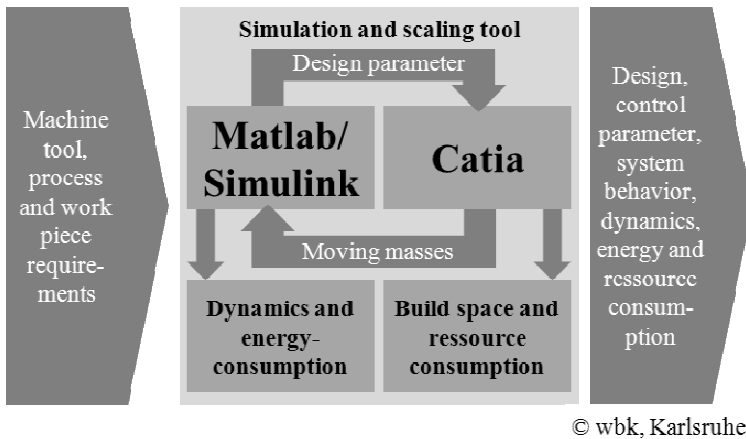 Simulation and scaling tool
Design parameter
Machine
tool,
process
and work
piece
require-
ments
Matlab/
Simulink
Catia
Moving masses
Dynamics and
energy-
consumption
Build space and
ressource
consumption
Design,
control
parameter,
system
behavior,
dynamics,
energy and
ressource
consum-
ption
© wbk, Karlsruhe